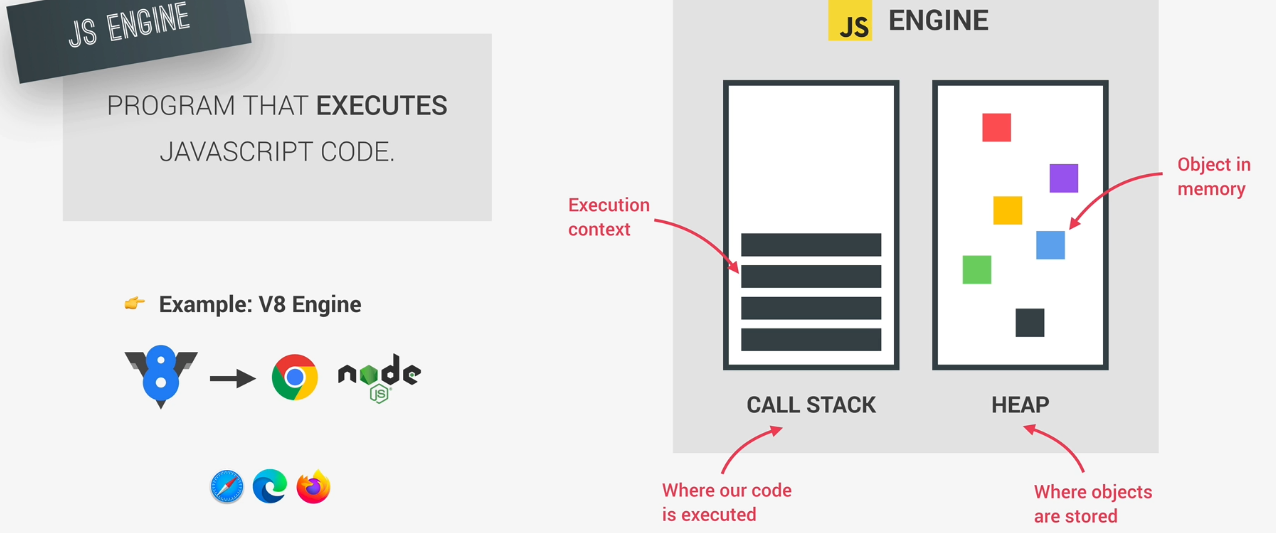 JS ENGINE
PROGRAM THAT EXECUTES
JAVASCRIPT CODE.
Example: V8 Engine
8
node
JS
JS ENGINE
Execution
context
Object in
memory
CALL STACK
HEAP
Where our code
is executed
Where objects
are stored